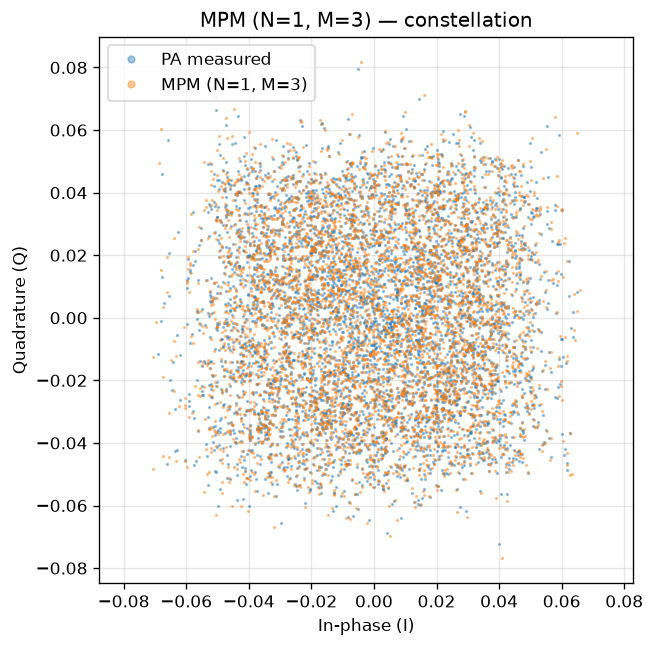 MPM (N=1, M=3) — constellation
PA measured
MPM (N=1, M=3)
0.08
0.06
0.04
0.02
0.00
−0.02
−0.04
−0.06
−0.08
Quadrature (Q)
−0.08 −0.06 −0.04 −0.02 0.00 0.02 0.04 0.06 0.08
In-phase (I)